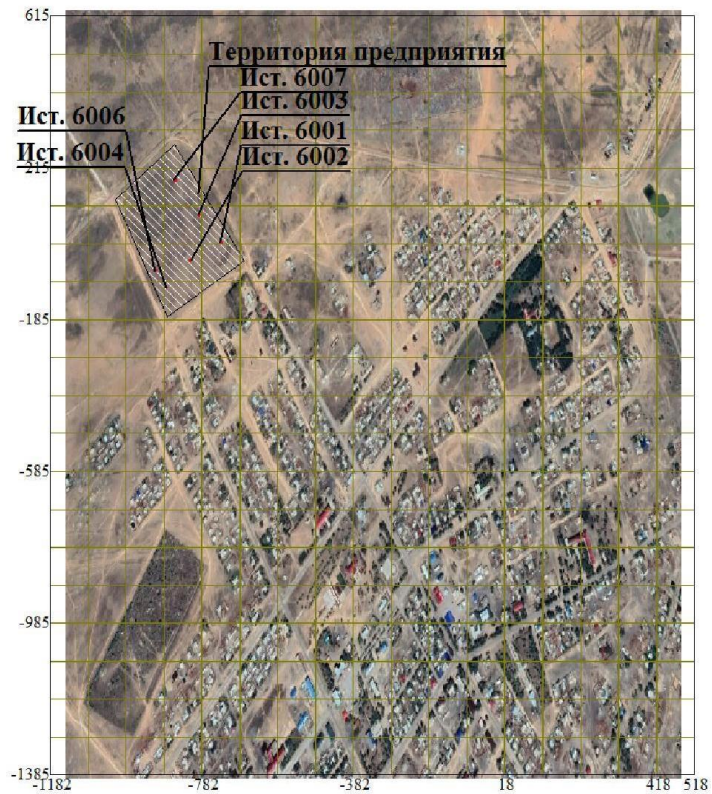 615
Территория предприятия
Ист. 6007
Ист. 6003
Ист. 6006
Ист. 6001
Ист. 6004
Ист. 6002
215
-185
-585
-985
-1385
-1182 -782 -382 18 418 518